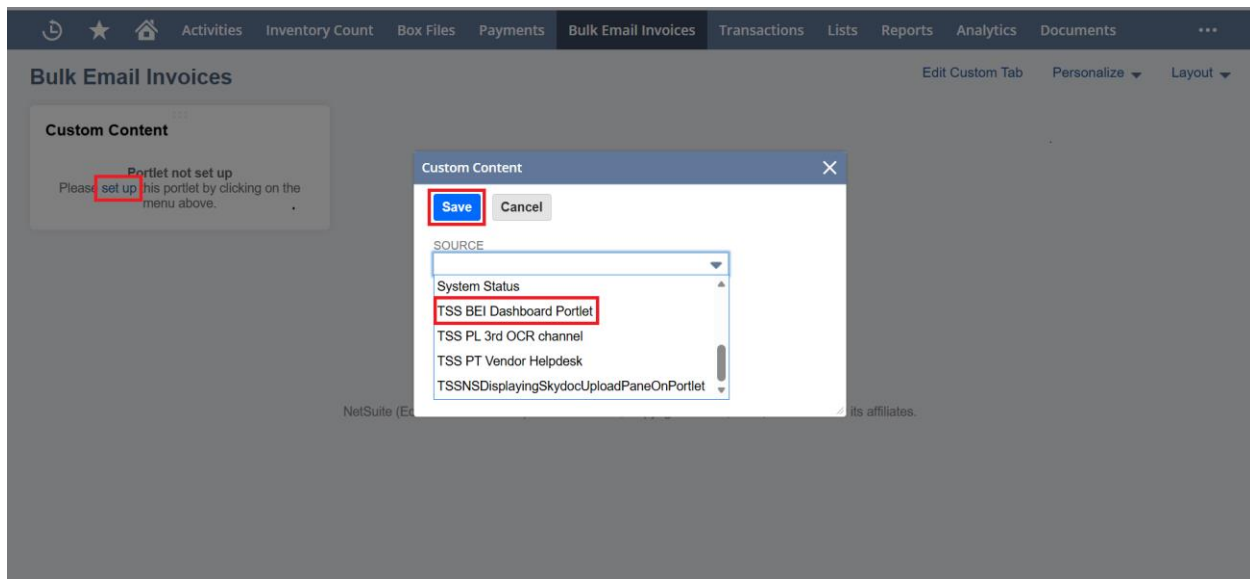 Activities Inventory Count Box Files Payments Bulk Email Invoices Transactions Lists Reports Analytics Documents
Bulk Email Invoices
Edit Custom Tab Personalize Layout
Custom Content
Portlet not set up
Please set up this portlet by clicking on the
menu above.
Custom Content
Save Cancel
SOURCE
System Status
TSS BEI Dashboard Portlet
TSS PL 3rd OCR channel
TSS PT Vendor Helpdesk
TSSNSDisplayingSkydocUploadPaneOnPortlet
NetSuite its affiliates.